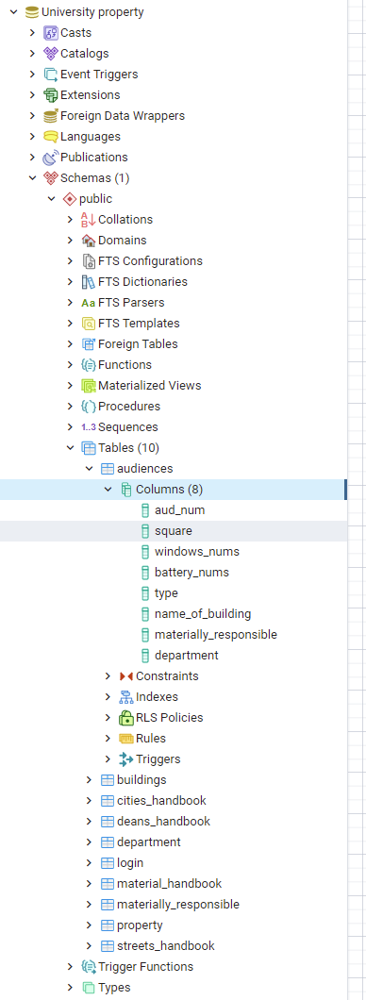 University property
Casts
Catalogs
Event Triggers
Extensions
Foreign Data Wrappers
Languages
Publications
Schemas (1)
public
Collations
Domains
FTS Configurations
FTS Dictionaries
Aa FTS Parsers
FTS Templates
Foreign Tables
Functions
Materialized Views
Procedures
1..3 Sequences
Tables (10)
audiences
Columns (8)
aud_num
square
windows_nums
battery_nums
type
name_of_building
materially_responsible
department
Constraints
Indexes
RLS Policies
Rules
Triggers
buildings
cities_handbook
deans_handbook
department
login
material_handbook
materially_responsible
property
streets_handbook
Trigger Functions
Types